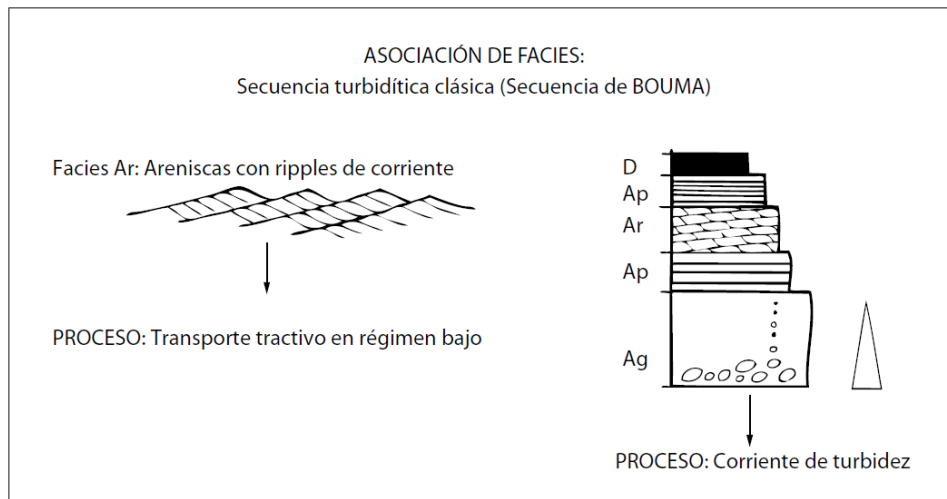 ASOCIACIÓN DE FACIES:
Secuencia turbidítica clásica (Secuencia de BOUMA)
Facies Ar: Areniscas con ripples de corriente
PROCESO: Transporte tractivo en régimen bajo
D
Ap
Ar
Ap
Ag
PROCESO: Corriente de turbidez